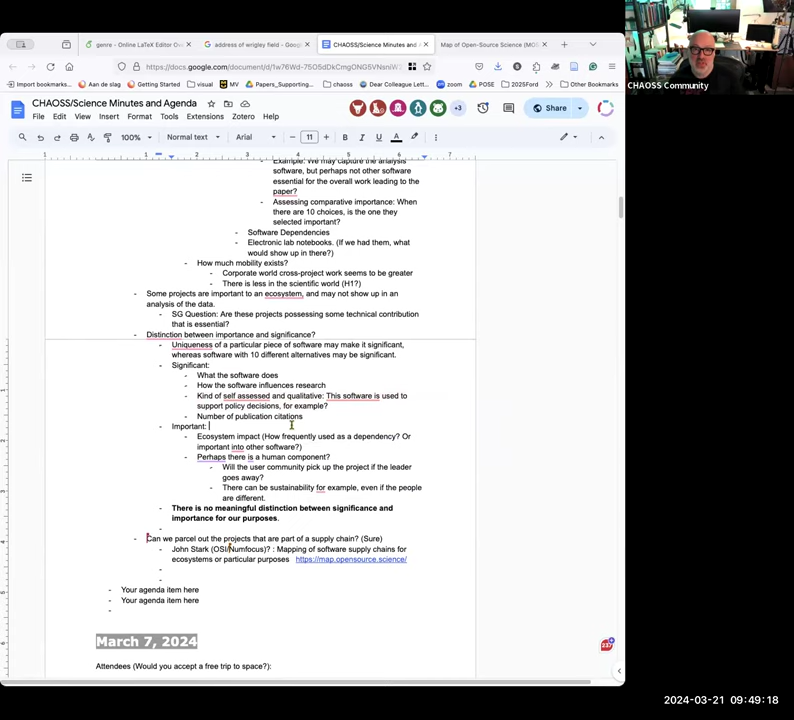 genre - Online LaTeX Editor Ov
address of wrigley field - Goog
CHAOSS/Science Minutes and A
Map of Open-Source Science (MO
https://docs.google.com/document/d/1w76Wd-75O5dDkCmgONG5VNsniW
Import bookmarks...
Aan de slag
Getting Started
visual
MV
Papers_Supporting...
chaoss
Dear Colleague Lett
zoom
POSE
2025Ford
Other Bookmarks
CHAOSS/Science Minutes and Agenda
File Edit View Insert Format Tools Extensions Zotero Help
+3
Share
100%
Normal text
Arial
11
B I U A
1 1 2 3 4 5 6 7
- Example: We may capture the analysis
software, but perhaps not other software
essential for the overall work leading to the
paper?
- Assessing comparative importance: When
there are 10 choices, is the one they
selected important?
- Software Dependencies
- Electronic lab notebooks. (If we had them, what
would show up in there?)
- How much mobility exists?
- Corporate world cross-project work seems to be greater
- There is less in the scientific world (H1?)
- Some projects are important to an ecosystem, and may not show up in an
analysis of the data.
- SG Question: Are these projects possessing some technical contribution
that is essential?
- Distinction between importance and significance?
- Uniqueness of a particular piece of software may make it significant,
whereas software with 10 different alternatives may be significant.
- Significant:
- What the software does
- How the software influences research
- Kind of self assessed and qualitative: This software is used to
support policy decisions, for example?
- Number of publication citations
- Important:
- Ecosystem impact (How frequently used as a dependency? Or
important into other software?)
- Perhaps there is a human component?
- Will the user community pick up the project if the leader
goes away?
- There can be sustainability for example, even if the people
are different.
- There is no meaningful distinction between significance and
importance for our purposes.
-
- Can we parcel out the projects that are part of a supply chain? (Sure)
- John Stark (OSI/Numfocus)? : Mapping of software supply chains for
ecosystems or particular purposes https://map.opensource.science/
-
-
- Your agenda item here
- Your agenda item here
-
March 7, 2024
Attendees (Would you accept a free trip to space?):
CHAOSS Community
2024-03-21 09:49:18